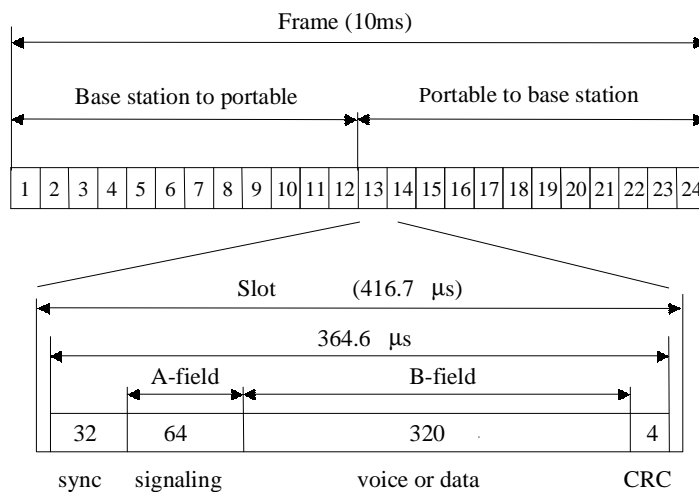 Frame (10ms)
Base station to portable Portable to base station
1 2 3 4 5 6 7 8 9 10 11 12 13 14 15 16 17 18 19 20 21 22 23 24
Slot (416.7 μs)
364.6 μs
A-field B-field
32 64 320 4
sync signaling voice or data CRC